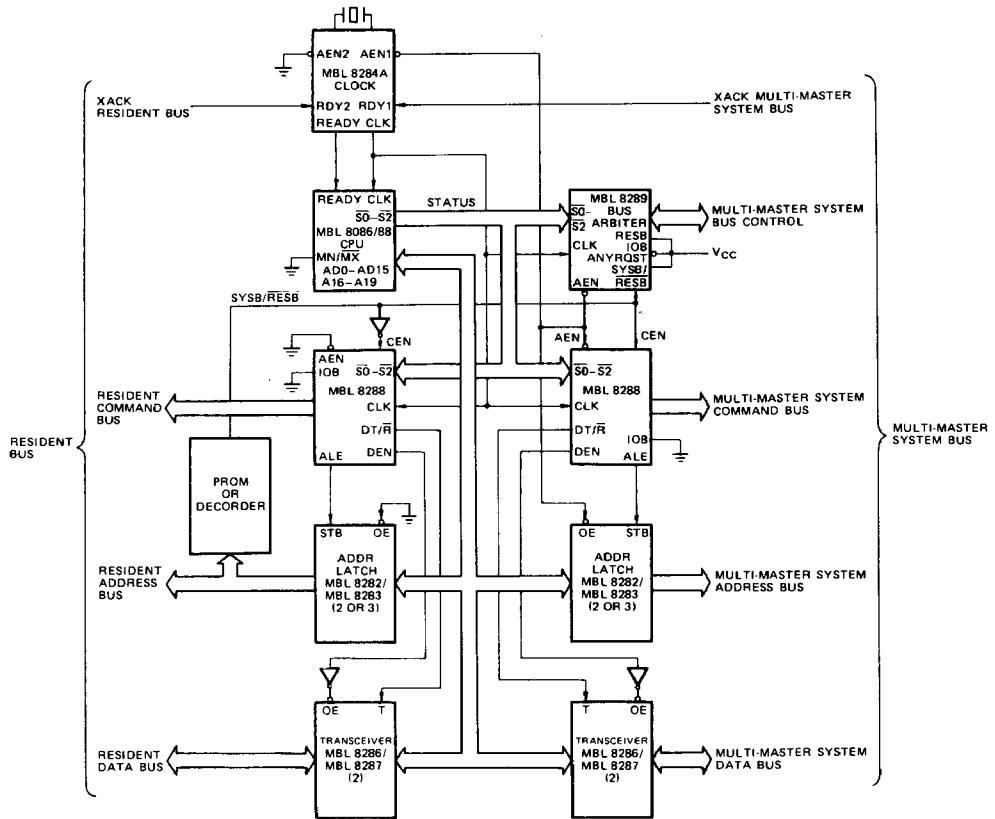 AEN2 AEN1
MBL 8284A
CLOCK
RDY2 RDY1
READY CLK
XACK
RESIDENT BUS
XACK MULTI-MASTER
SYSTEM BUS
READY CLK
S0-S2
MBL 8086/88
CPU
MN/MX
AD0-AD15
A16-A19
STATUS
MBL 8289
BUS
ARBITER
S0-
S2
RESB
IOB
CLK
ANYRQST
SYSB/
RESB
AEN
MULTI-MASTER SYSTEM
BUS CONTROL
VCC
SYSB/RESB
CEN
AEN
CEN
AEN
IOB
S0-S2
MBL 8288
CLK
DT/R
DEN
ALE
S0-S2
MBL 8288
CLK
DT/R
DEN
IOB
ALE
RESIDENT
COMMAND
BUS
MULTI-MASTER SYSTEM
COMMAND BUS
RESIDENT
BUS
MULTI-MASTER
SYSTEM BUS
PROM
OR
DECORDER
STB OE
ADDR
LATCH
MBL 8282/
MBL 8283
(2 OR 3)
OE STB
ADDR
LATCH
MBL 8282/
MBL 8283
(2 OR 3)
RESIDENT
ADDRESS
BUS
MULTI-MASTER SYSTEM
ADDRESS BUS
OE T
TRANSCEIVER
MBL 8286/
MBL 8287
(2)
T OE
TRANSCEIVER
MBL 8286/
MBL 8287
(2)
RESIDENT
DATA BUS
MULTI-MASTER SYSTEM
DATA BUS